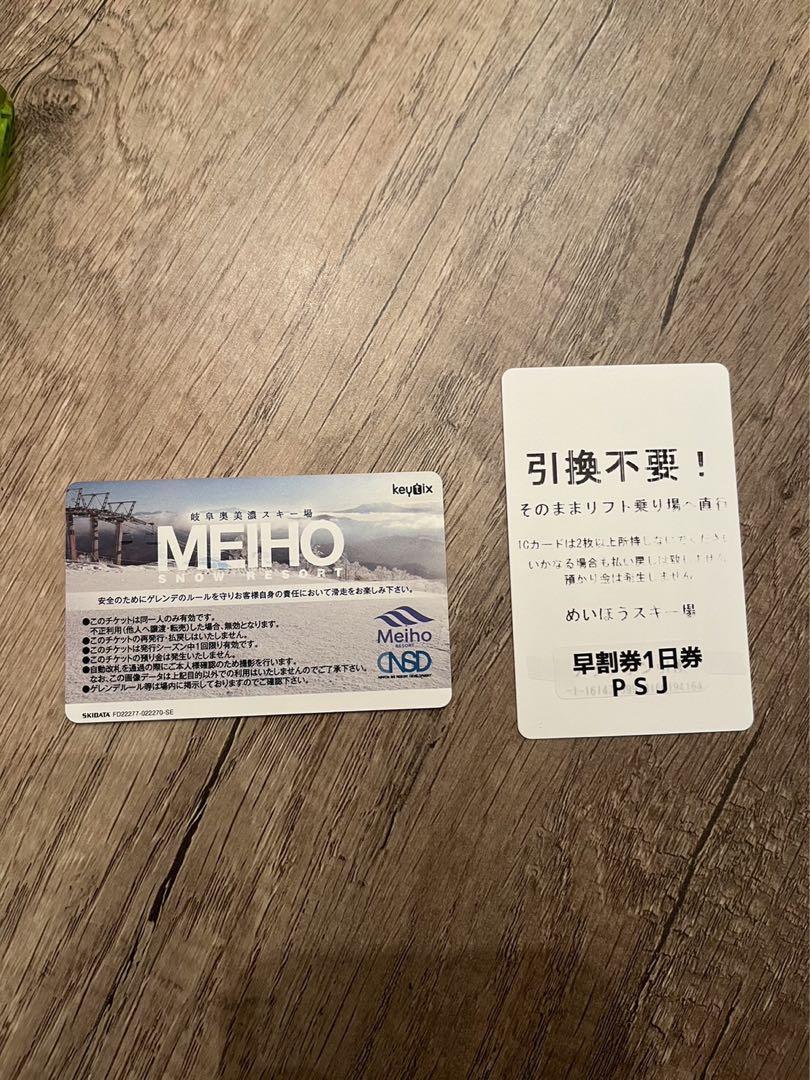 keytix
岐阜奥美濃スキー場
MEIHO
SNOW RESORT
安全のためにゲレンデのルールを守りお客様自身の責任において滑走をお楽しみ下さい。
●このチケットは同一人のみ有効です。
不正利用(他人へ譲渡・転売)した場合、無効となります。
●このチケットの再発行・払戻しはいたしません。
●このチケットは発行シーズン中1回限り有効です。
●このチケットの預り金は発生いたしません。
●自動改札を通過の際にご本人様確認のため撮影を行います。
なお、この画像データは上記目的以外での利用はいたしませんのでご了承下さい。
●ゲレンデルール等は場内に掲示しておりますのでご確認下さい。
Meiho
RESORT
NSD
NIPPON SKI RESORT DEVELOPMENT
SKIDATA FD22277-022270-SE
引換不要!
そのままリフト乗り場へ直行
ICカードは2枚以上所持しないでください
いかなる場合も払い戻しは致しません
預かり金は発生しません
めいほうスキー場
早割券1日券
PSJ